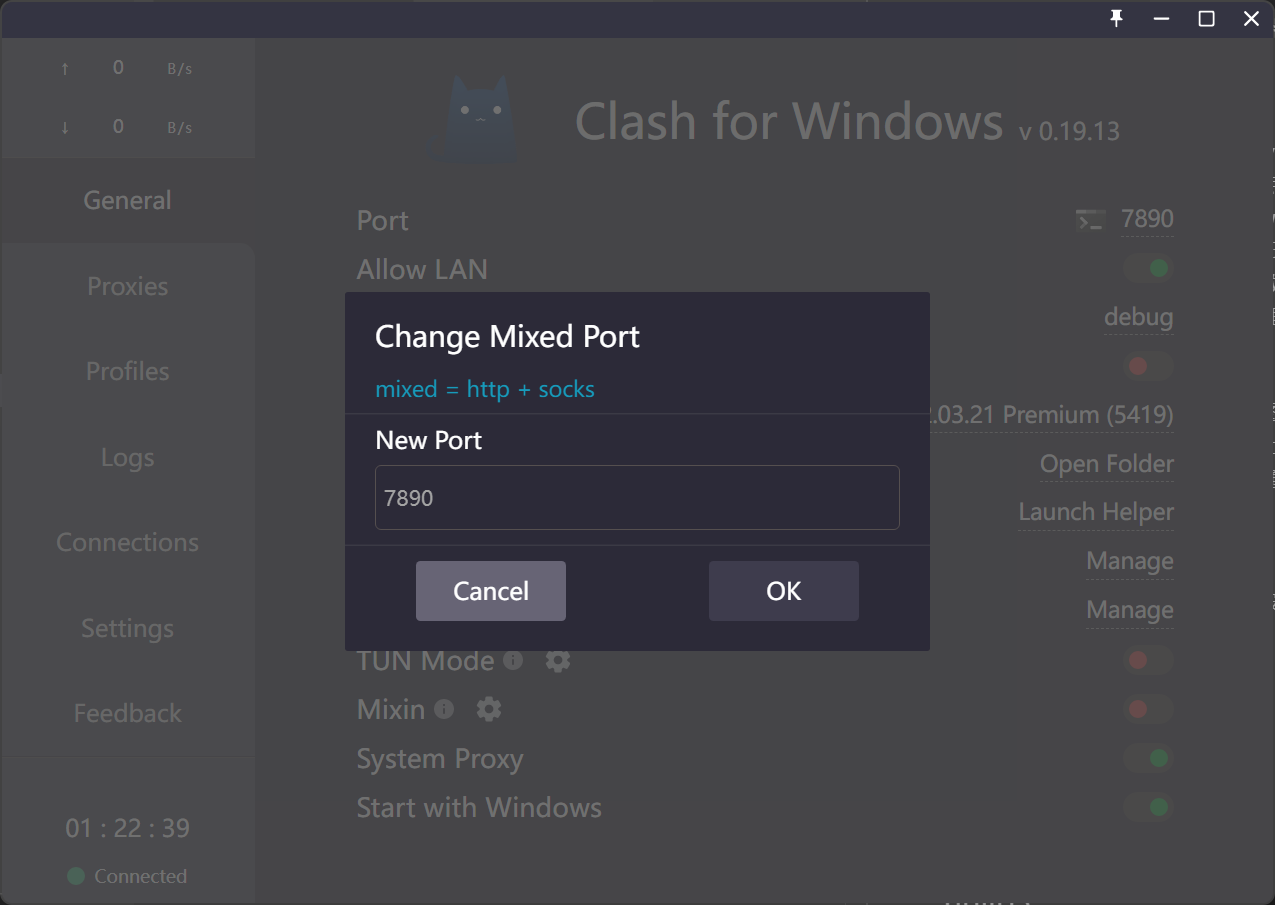 ↑ 0 B/s
↓ 0 B/s
General
Proxies
Profiles
Logs
Connections
Settings
Feedback
01 : 22 : 39
Connected
Clash for Windows v 0.19.13
Port 7890
Allow LAN
debug
.03.21 Premium (5419)
Open Folder
Launch Helper
Manage
Manage
TUN Mode
Mixin
System Proxy
Start with Windows
Change Mixed Port
mixed = http + socks
New Port
7890
Cancel OK